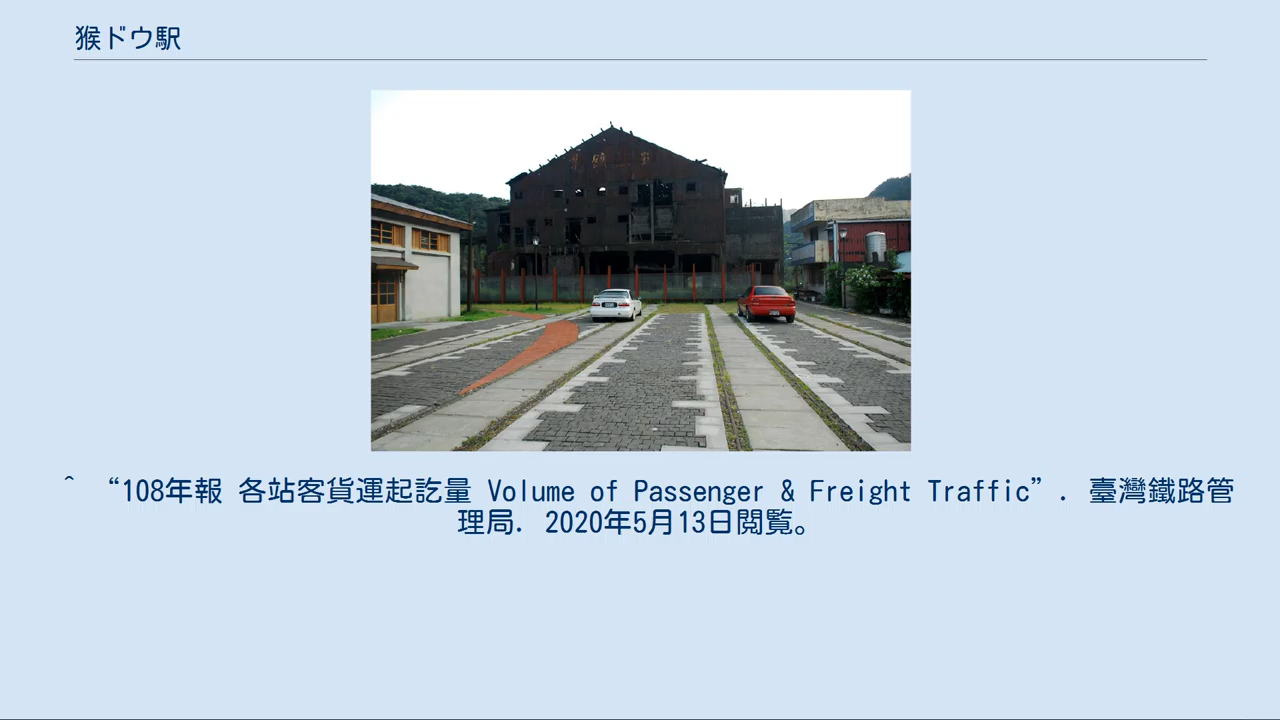 猴ドウ駅
^ “108年報 各站客貨運起訖量 Volume of Passenger & Freight Traffic”. 臺灣鐵路管
理局. 2020年5月13日閲覧。